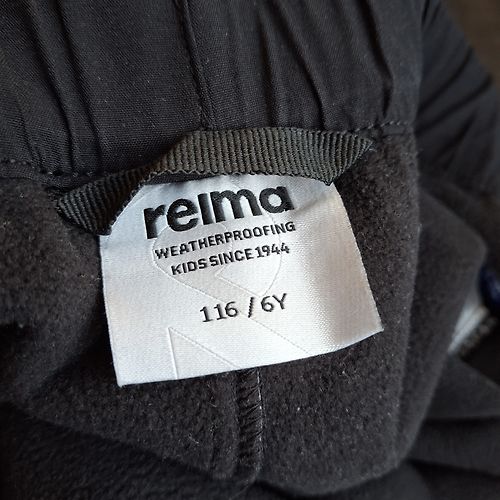 reima
WEATHERPROOFING
KIDS SINCE 1944
116 / 6Y